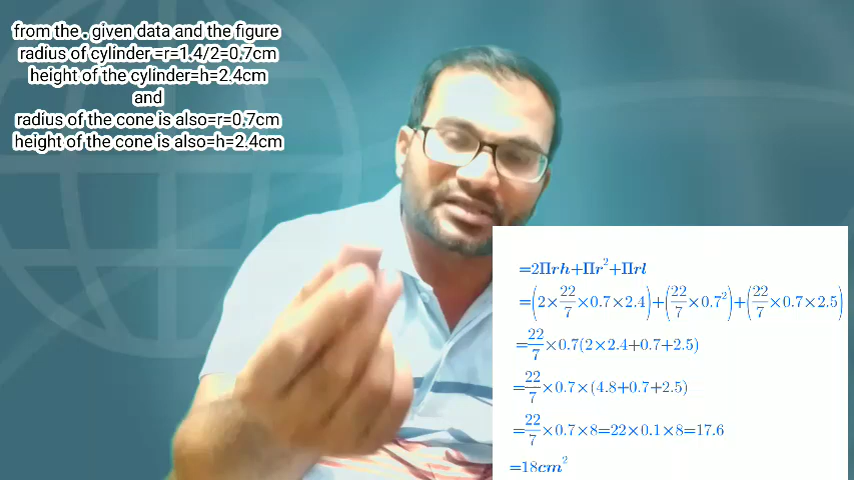 from the. given data and the figure
radius of cylinder =r=1.4/2=0.7cm
height of the cylinder=h=2.4cm
and
radius of the cone is also=r=0.7cm
height of the cone is also=h=2.4cm
=2Πrh+Πr²+Πrl
=(2×22/7×0.7×2.4)+(22/7×0.7²)+(22/7×0.7×2.5)
=22/7×0.7(2×2.4+0.7+2.5)
=22/7×0.7×(4.8+0.7+2.5)
=22/7×0.7×8=22×0.1×8=17.6
=18cm²